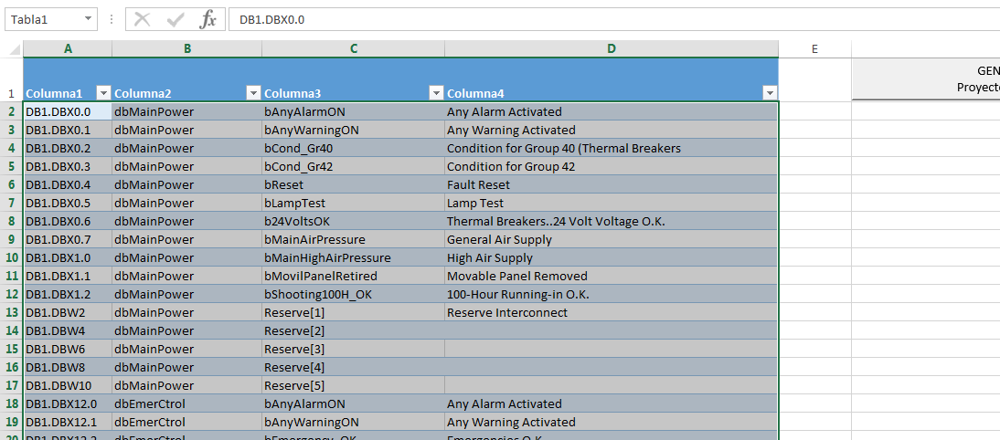 Tabla1 fx DB1.DBX0.0
A B C D E
GEN
1 Columna1 Columna2 Columna3 Columna4 Proyecto
2 DB1.DBX0.0 dbMainPower bAnyAlarmON Any Alarm Activated
3 DB1.DBX0.1 dbMainPower bAnyWarningON Any Warning Activated
4 DB1.DBX0.2 dbMainPower bCond_Gr40 Condition for Group 40 (Thermal Breakers
5 DB1.DBX0.3 dbMainPower bCond_Gr42 Condition for Group 42
6 DB1.DBX0.4 dbMainPower bReset Fault Reset
7 DB1.DBX0.5 dbMainPower bLampTest Lamp Test
8 DB1.DBX0.6 dbMainPower b24VoltsOK Thermal Breakers..24 Volt Voltage O.K.
9 DB1.DBX0.7 dbMainPower bMainAirPressure General Air Supply
10 DB1.DBX1.0 dbMainPower bMainHighAirPressure High Air Supply
11 DB1.DBX1.1 dbMainPower bMovilPanelRetired Movable Panel Removed
12 DB1.DBX1.2 dbMainPower bShooting100H_OK 100-Hour Running-in O.K.
13 DB1.DBW2 dbMainPower Reserve[1] Reserve Interconnect
14 DB1.DBW4 dbMainPower Reserve[2]
15 DB1.DBW6 dbMainPower Reserve[3]
16 DB1.DBW8 dbMainPower Reserve[4]
17 DB1.DBW10 dbMainPower Reserve[5]
18 DB1.DBX12.0 dbEmerCtrol bAnyAlarmON Any Alarm Activated
19 DB1.DBX12.1 dbEmerCtrol bAnyWarningON Any Warning Activated
20 DB1.DBX12.2 dbEmerCtrol bEmergency_OK Emergencies O.K.